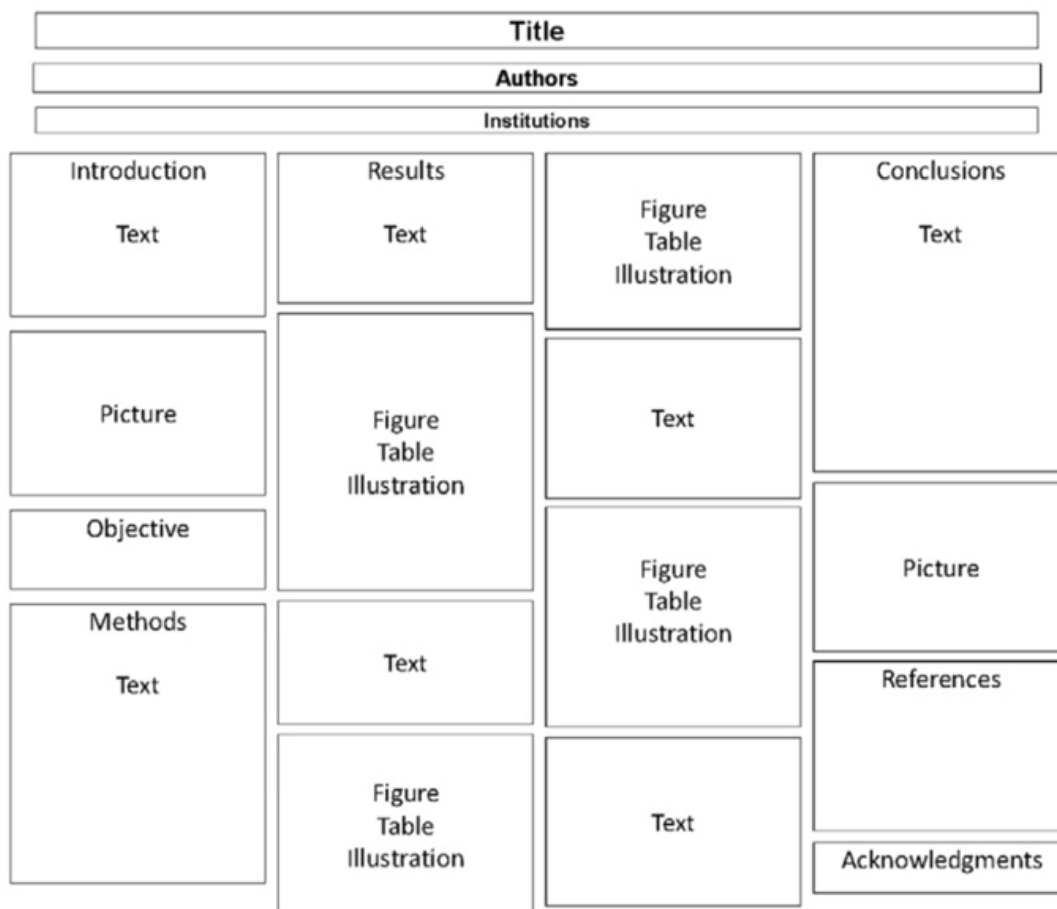 Title
Authors
Institutions
Introduction
Text
Picture
Objective
Methods
Text
Results
Text
Figure
Table
Illustration
Text
Figure
Table
Illustration
Figure
Table
Illustration
Text
Figure
Table
Illustration
Text
Conclusions
Text
Picture
References
Acknowledgments